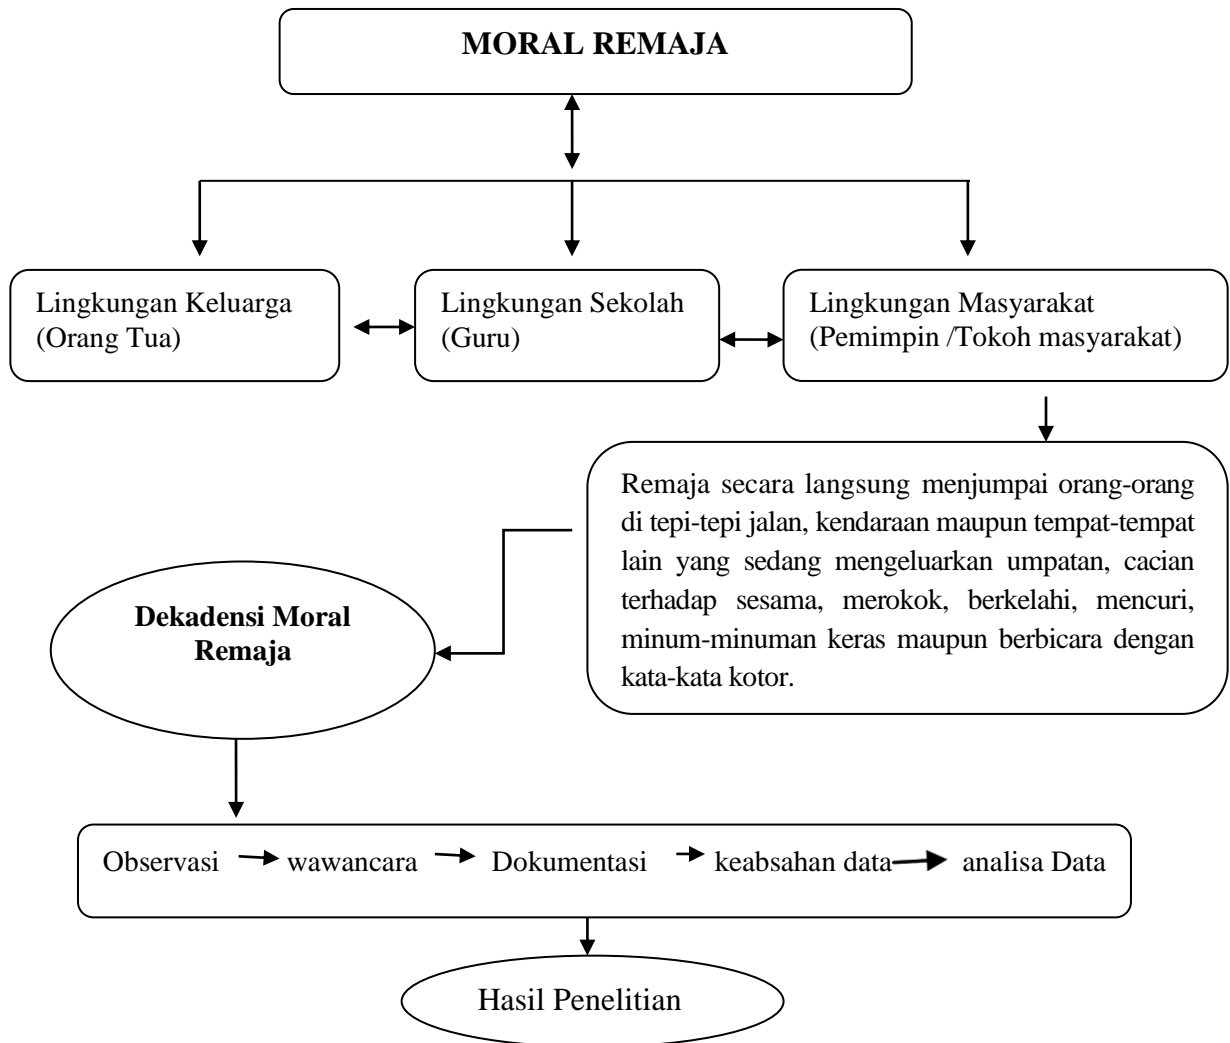 MORAL REMAJA
Lingkungan Keluarga
(Orang Tua)
Lingkungan Sekolah
(Guru)
Lingkungan Masyarakat
(Pemimpin /Tokoh masyarakat)
Remaja secara langsung menjumpai orang-orang
di tepi-tepi jalan, kendaraan maupun tempat-tempat
lain yang sedang mengeluarkan umpatan, cacian
terhadap sesama, merokok, berkelahi, mencuri,
minum-minuman keras maupun berbicara dengan
kata-kata kotor.
Dekadensi Moral
Remaja
Observasi wawancara Dokumentasi keabsahan data analisa Data
Hasil Penelitian